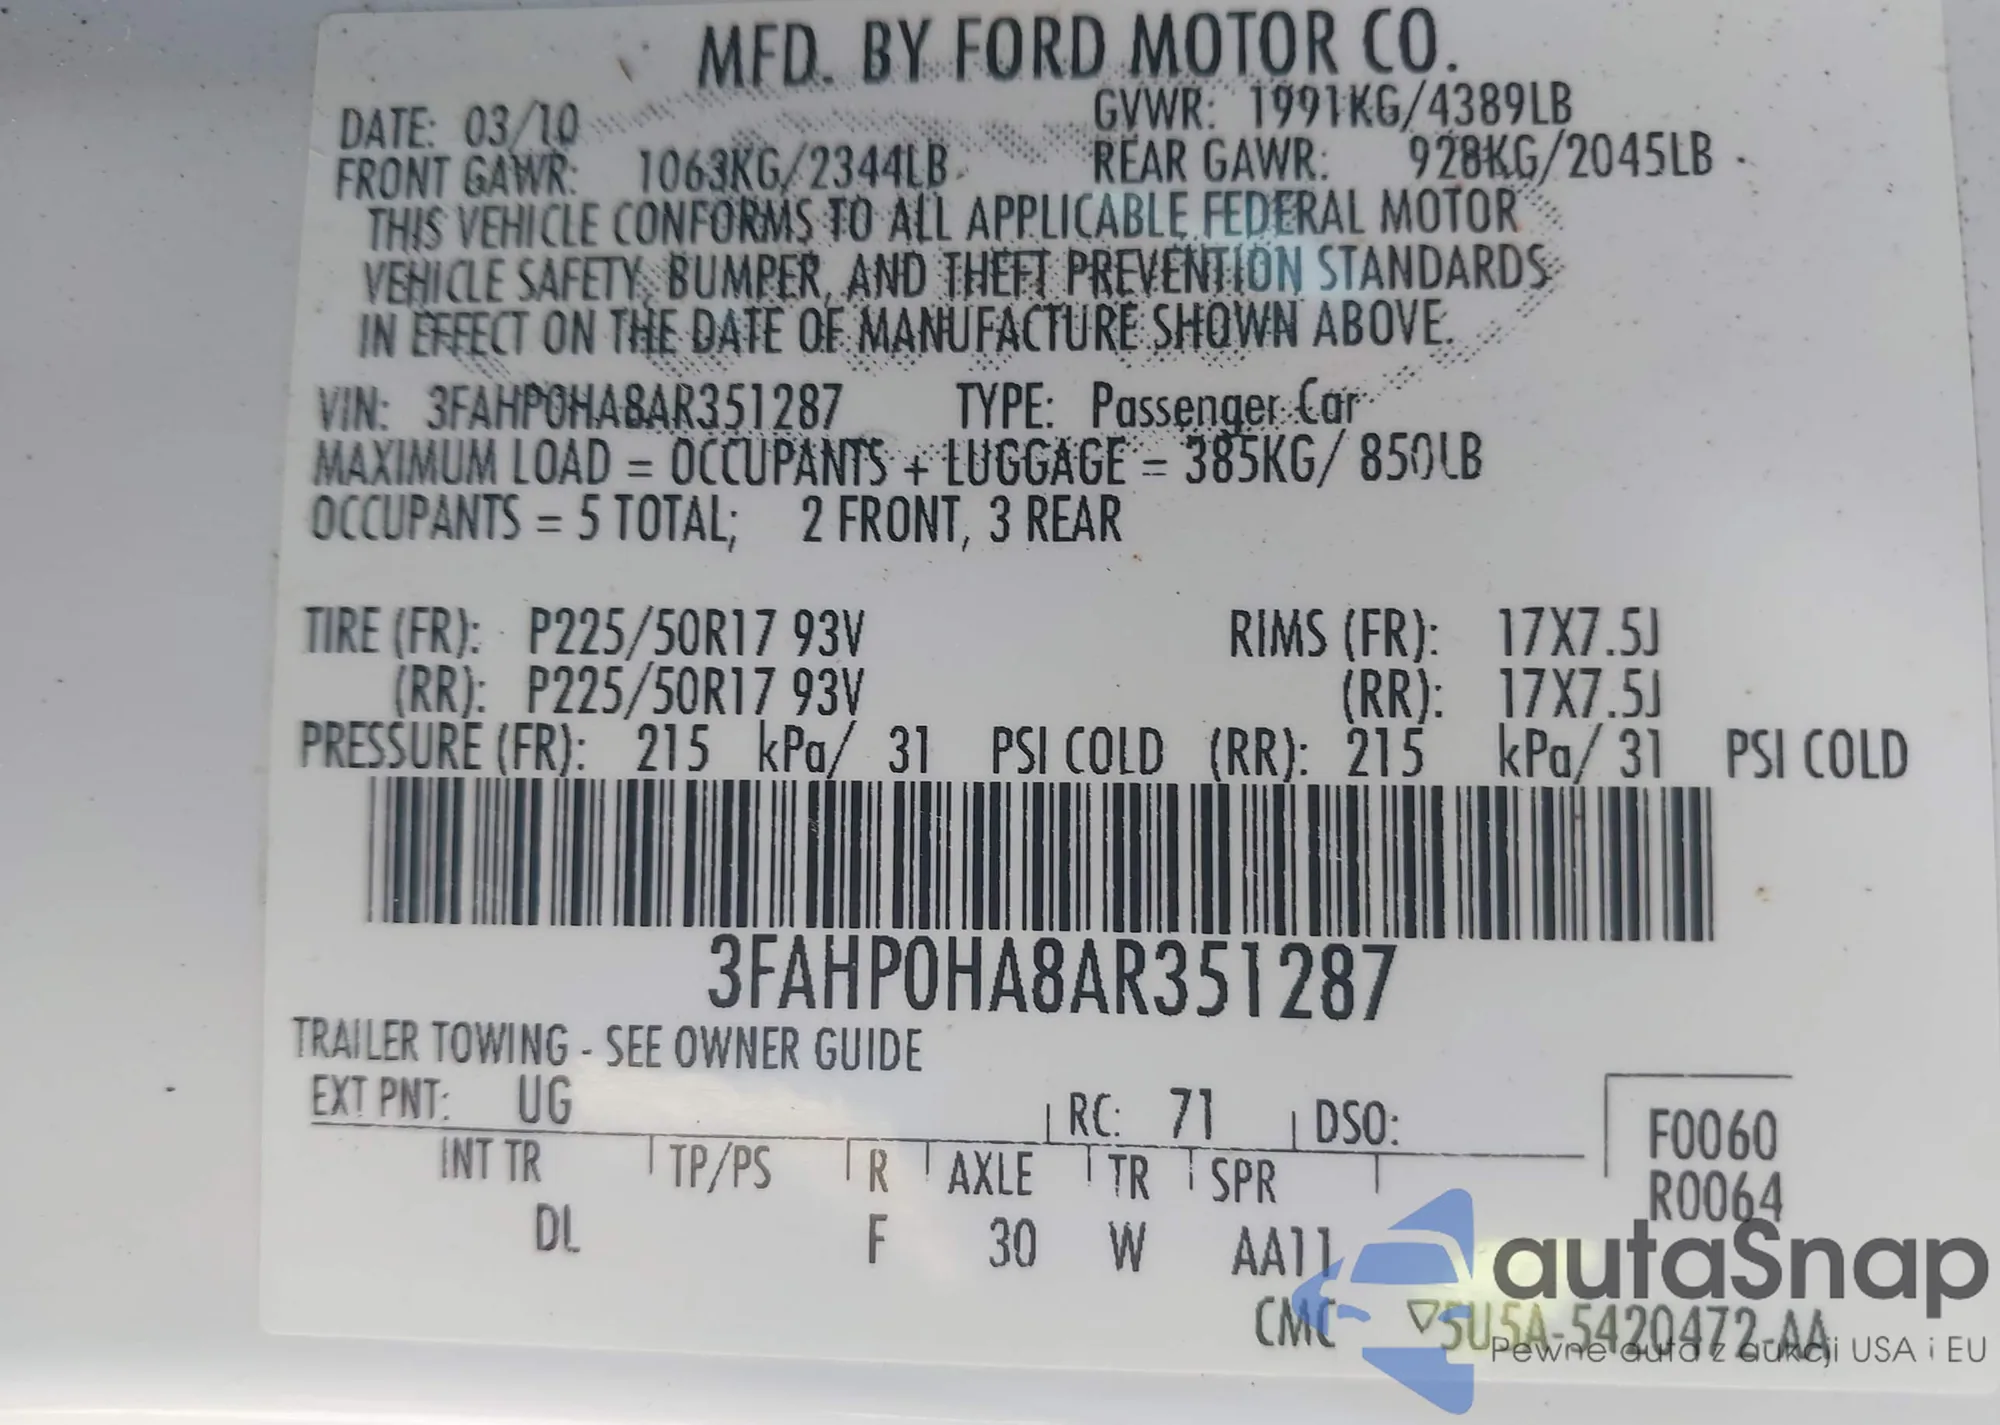 MFD. BY FORD MOTOR CO.
DATE: 03/10 GVWR: 1991KG/4389LB
FRONT GAWR: 1063KG/2344LB REAR GAWR: 928KG/2045LB
THIS VEHICLE CONFORMS TO ALL APPLICABLE FEDERAL MOTOR
VEHICLE SAFETY, BUMPER, AND THEFT PREVENTION STANDARDS
IN EFFECT ON THE DATE OF MANUFACTURE SHOWN ABOVE.
VIN: 3FAHP0HA8AR351287 TYPE: Passenger Car
MAXIMUM LOAD = OCCUPANTS + LUGGAGE = 385KG/ 850LB
OCCUPANTS = 5 TOTAL; 2 FRONT, 3 REAR
TIRE (FR): P225/50R17 93V RIMS (FR): 17X7.5J
(RR): P225/50R17 93V (RR): 17X7.5J
PRESSURE (FR): 215 kPa/ 31 PSI COLD (RR): 215 kPa/ 31 PSI COLD
3FAHP0HA8AR351287
TRAILER TOWING - SEE OWNER GUIDE
EXT PNT: UG RC: 71 DSO:
F0060
R0064
INT TR TP/PS R AXLE TR SPR
DL F 30 W AA11
CMC ▽5U5A-5420472-AA
autaSnap
Pewne auta z aukcji USA i EU